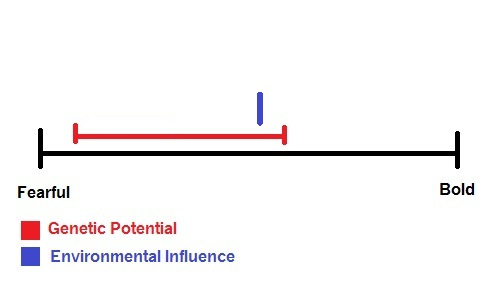 Fearful
Bold
Genetic Potential
Environmental Influence